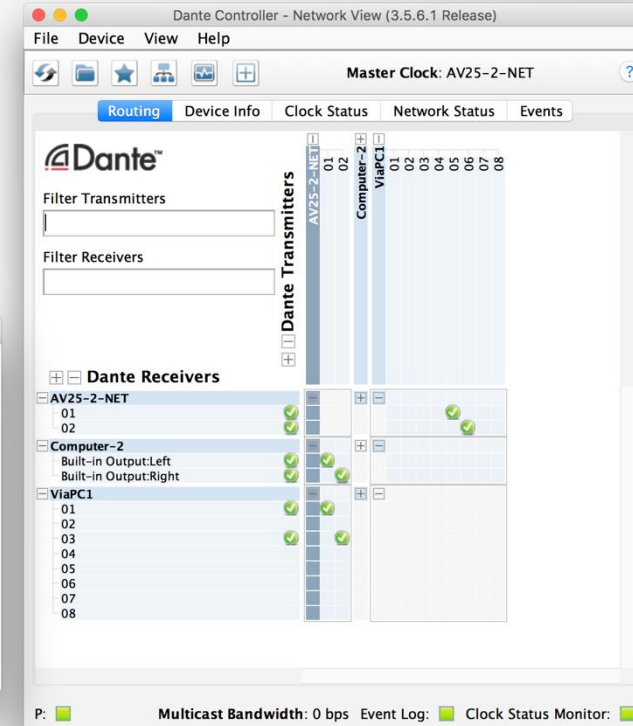 Dante Controller - Network View (3.5.6.1 Release)
File Device View Help
Master Clock: AV25-2-NET
?
Routing Device Info Clock Status Network Status Events
Dante™
Filter Transmitters
Filter Receivers
Dante Transmitters
AV25-2-NET
01
02
Computer-2
ViaPC1
01
02
03
04
05
06
07
08
Dante Receivers
AV25-2-NET
01
02
Computer-2
Built-in Output:Left
Built-in Output:Right
ViaPC1
01
02
03
04
05
06
07
08
P: Multicast Bandwidth: 0 bps Event Log: Clock Status Monitor: